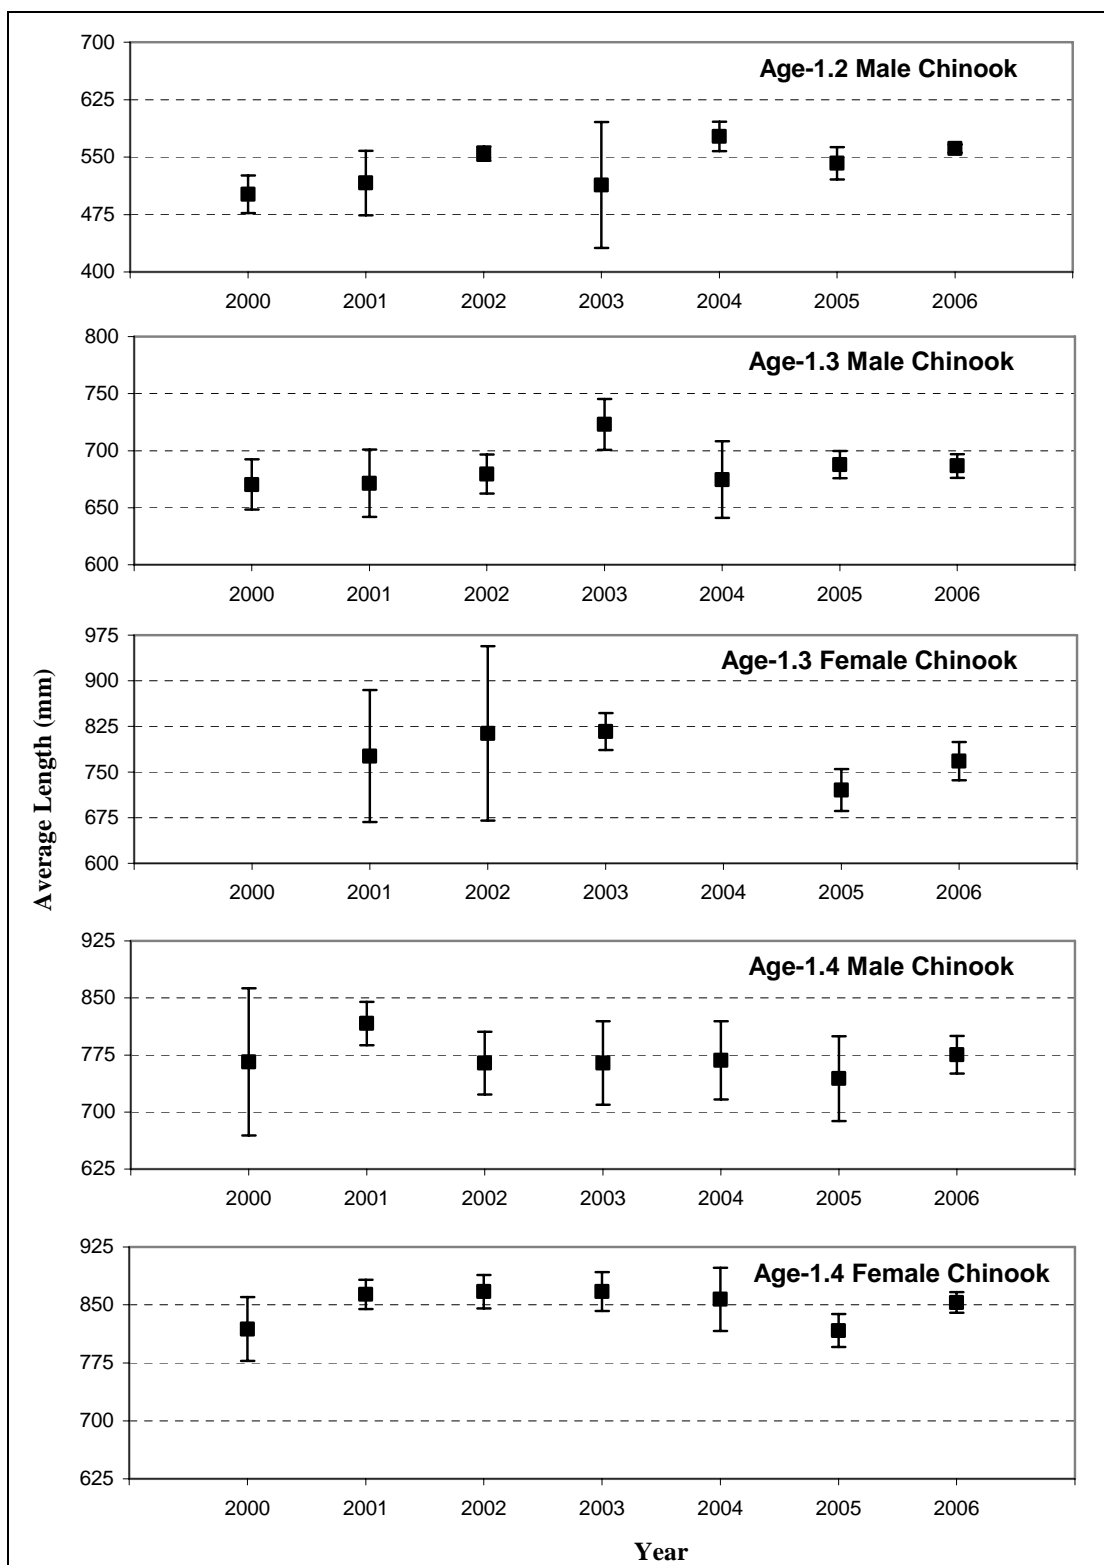 Age-1.2 Male Chinook
700
625
550
475
400
2000 2001 2002 2003 2004 2005 2006
Age-1.3 Male Chinook
800
750
700
650
600
2000 2001 2002 2003 2004 2005 2006
Age-1.3 Female Chinook
975
900
825
750
675
600
2000 2001 2002 2003 2004 2005 2006
Age-1.4 Male Chinook
925
850
775
700
625
2000 2001 2002 2003 2004 2005 2006
Age-1.4 Female Chinook
925
850
775
700
625
2000 2001 2002 2003 2004 2005 2006
Average Length (mm)
Year